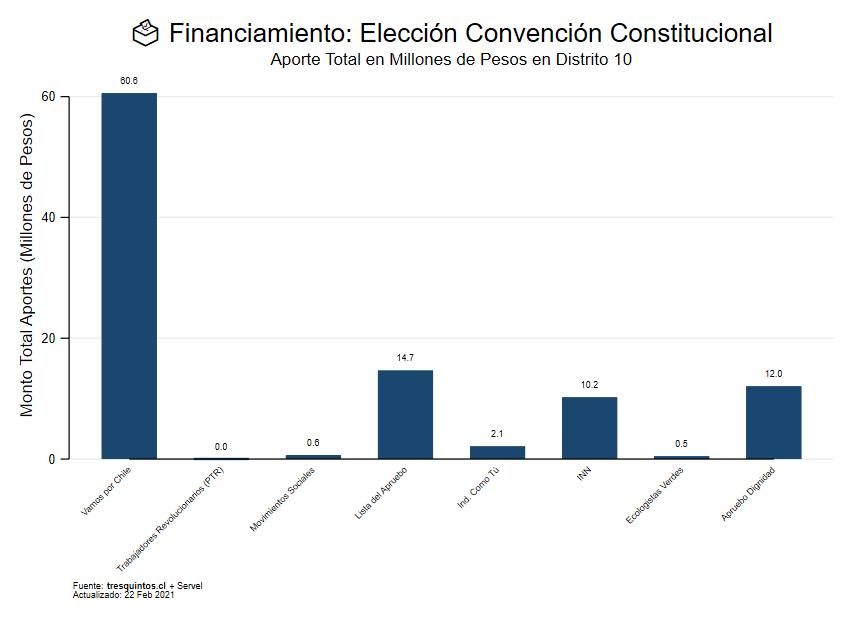 Financiamiento: Elección Convención Constitucional
Aporte Total en Millones de Pesos en Distrito 10
Monto Total Aportes (Millones de Pesos)
60
40
20
0
60.6
0.0
0.6
14.7
2.1
10.2
0.5
12.0
Vamos por Chile
Trabajadores Revolucionarios (PTR)
Movimientos Sociales
Lista del Apruebo
Ind. Como Tú
INN
Ecologistas Verdes
Apruebo Dignidad
Fuente: tresquintos.cl + Servel
Actualizado: 22 Feb 2021